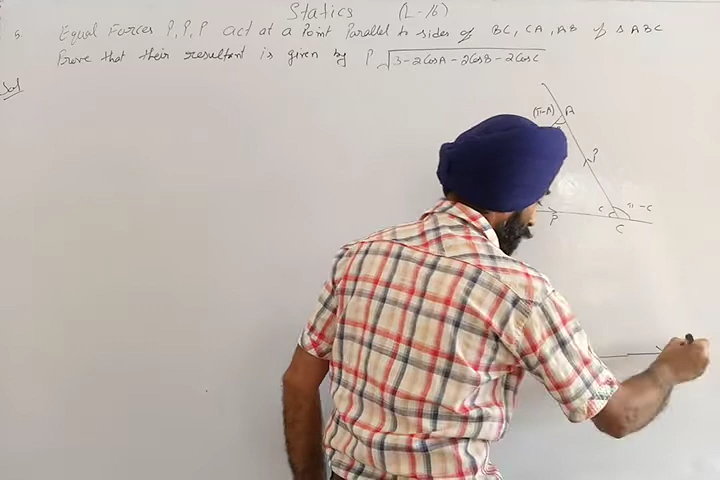 Statics (L-16)
5. Equal Forces P, P, P act at a Point Parallel to sides of BC, CA, AB of Δ ABC
Prove that their resultant is given by P √3-2CosA-2CosB-2CosC
Sol
(π-A) A
P
C π-C
P
C